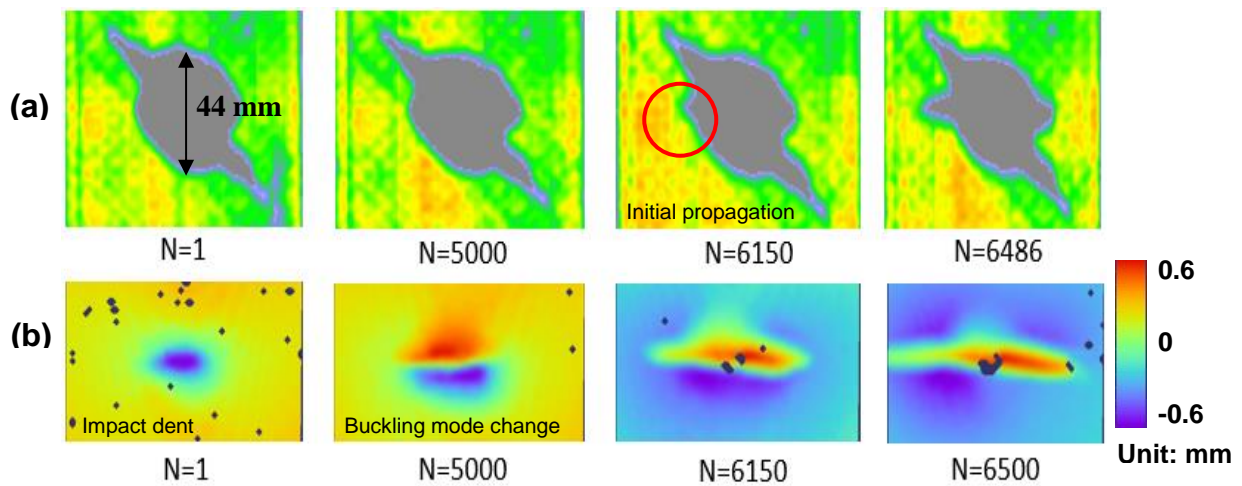 (a)
44 mm
Initial propagation
N=1
N=5000
N=6150
N=6486
(b)
Impact dent
Buckling mode change
0.6
0
-0.6
Unit: mm
N=1
N=5000
N=6150
N=6500